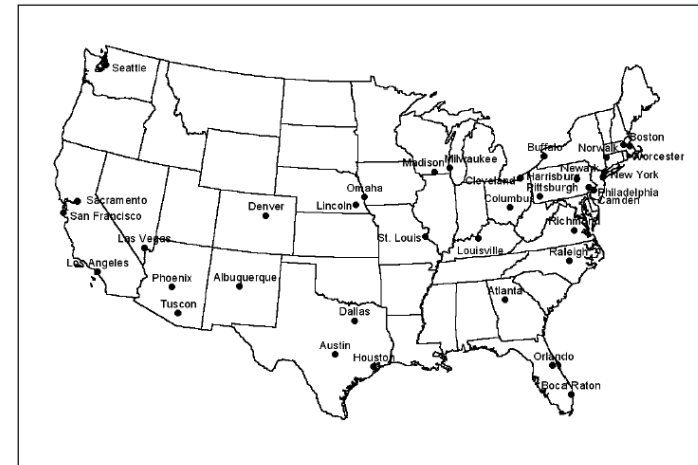 Seattle
Boston
Buffalo
Norwalk
Worcester
Madison
Milwaukee
Newark
Cleveland
Harrisburg
New York
Pittsburgh
Omaha
Philadelphia
Camden
Sacramento
Lincoln
Columbus
Denver
San Francisco
Richmond
Las Vegas
St. Louis
Louisville
Raleigh
Los Angeles
Phoenix
Albuquerque
Atlanta
Tuscon
Dallas
Austin
Houston
Orlando
Boca Raton